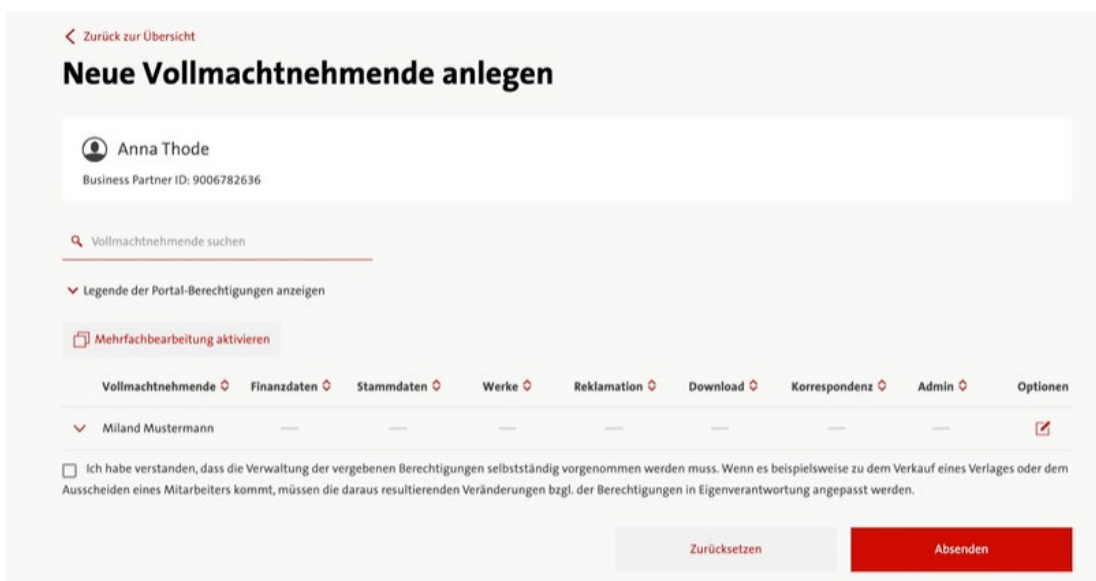 Zurück zur Übersicht
Neue Vollmachtnehmende anlegen
Anna Thode
Business Partner ID: 9006782636
Vollmachtnehmende suchen
Legende der Portal-Berechtigungen anzeigen
Mehrfachbearbeitung aktivieren
Vollmachtnehmende Finanzdaten Stammdaten Werke Reklamation Download Korrespondenz Admin Optionen
Miland Mustermann — — — — — — —
Ich habe verstanden, dass die Verwaltung der vergebenen Berechtigungen selbstständig vorgenommen werden muss. Wenn es beispielsweise zu dem Verkauf eines Verlages oder dem
Ausscheiden eines Mitarbeiters kommt, müssen die daraus resultierenden Veränderungen bzgl. der Berechtigungen in Eigenverantwortung angepasst werden.
Zurücksetzen Absenden